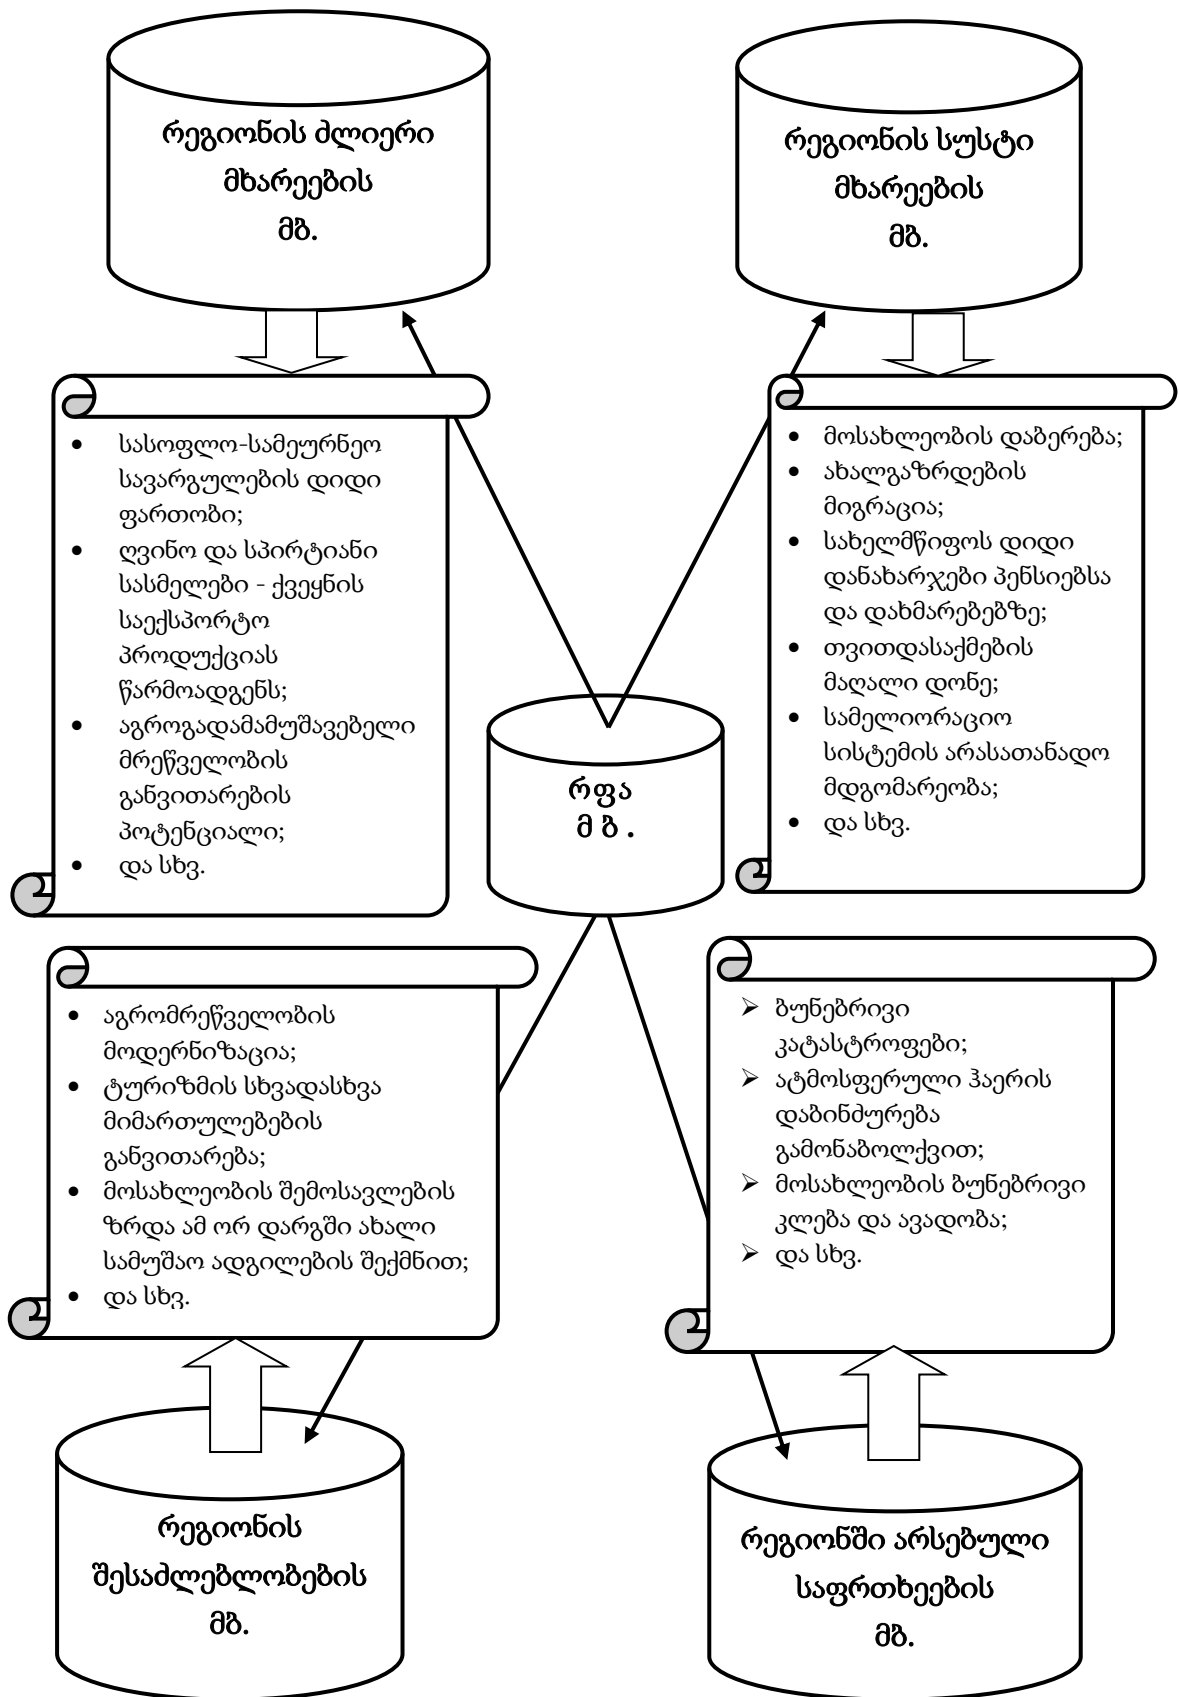 რეგიონის ძლიერი
მხარეების
მბ.
რეგიონის სუსტი
მხარეების
მბ.
• სასოფლო-სამეურნეო
სავარგულების დიდი
ფართობი;
• ღვინო და სპირტიანი
სასმელები - ქვეყნის
საექსპორტო
პროდუქციას
წარმოადგენს;
• აგროგადამამუშავებელი
მრეწველობის
განვითარების
პოტენციალი;
• და სხვ.
• მოსახლეობის დაბერება;
• ახალგაზრდების
მიგრაცია;
• სახელმწიფოს დიდი
დანახარჯები პენსიებსა
და დახმარებებზე;
• თვითდასაქმების
მაღალი დონე;
• სამელიორაციო
სისტემის არასათანადო
მდგომარეობა;
• და სხვ.
რფა
მ ბ .
• აგრომრეწველობის
მოდერნიზაცია;
• ტურიზმის სხვადასხვა
მიმართულებების
განვითარება;
• მოსახლეობის შემოსავლების
ზრდა ამ ორ დარგში ახალი
სამუშაო ადგილების შექმნით;
• და სხვ.
➢ ბუნებრივი
კატასტროფები;
➢ ატმოსფერული ჰაერის
დაბინძურება
გამონაბოლქვით;
➢ მოსახლეობის ბუნებრივი
კლება და ავადობა;
➢ და სხვ.
რეგიონის
შესაძლებლობების
მბ.
რეგიონში არსებული
საფრთხეების
მბ.